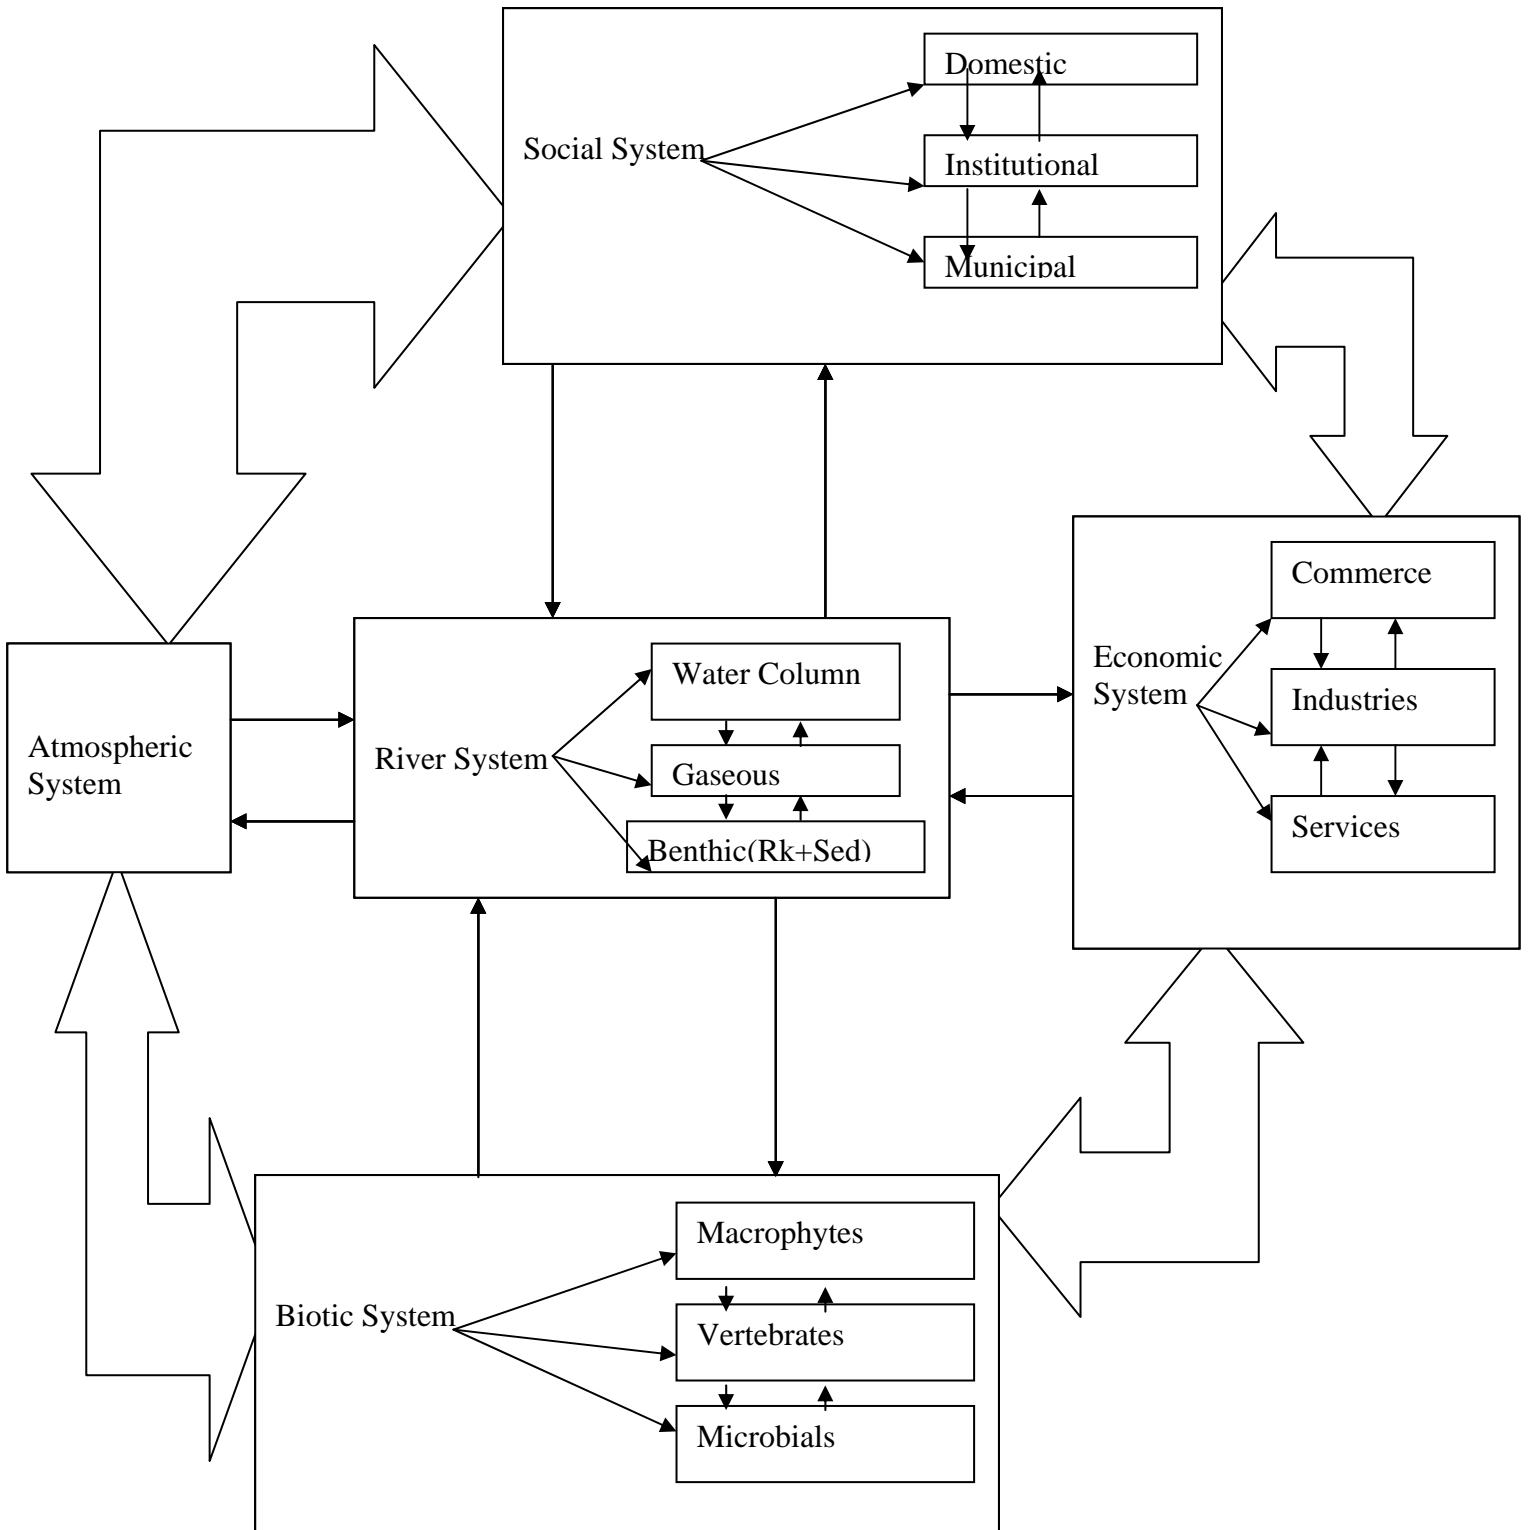 Domestic
Social System
Institutional
Municipal
Commerce
Economic
System
Industries
Services
Water Column
River System
Gaseous
Benthic(Rk+Sed)
Atmospheric
System
Macrophytes
Biotic System
Vertebrates
Microbials